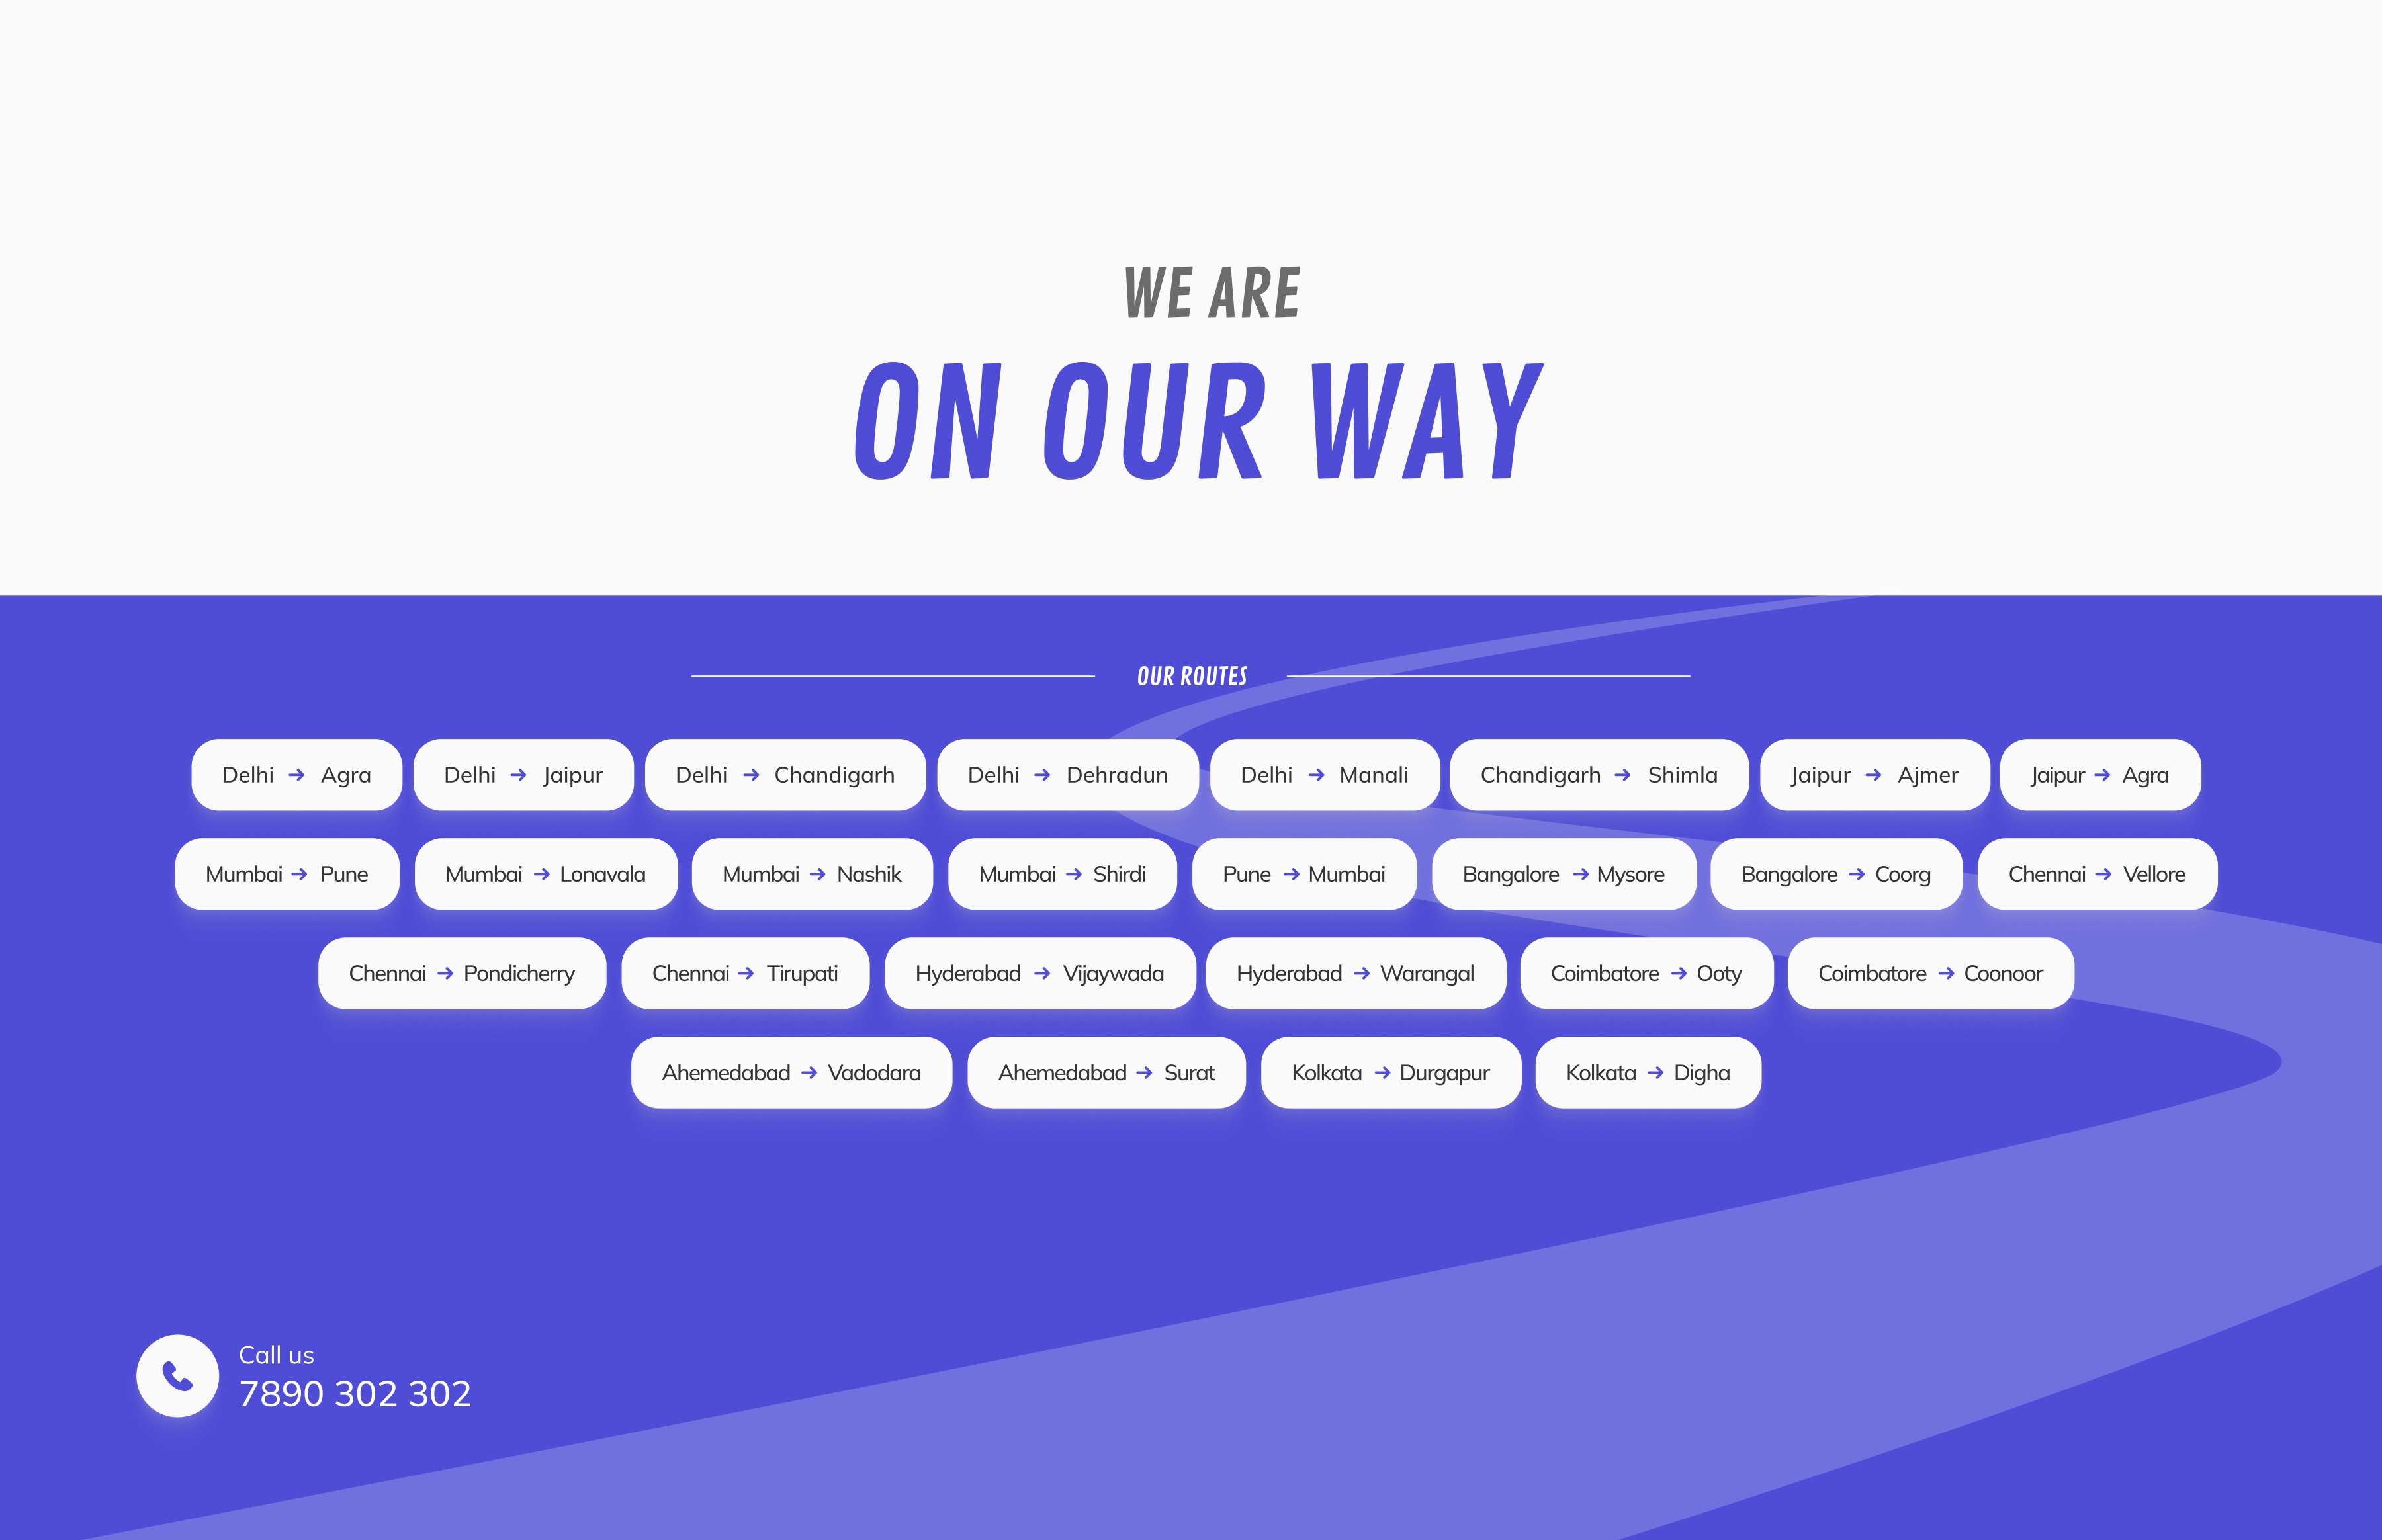 WE ARE
ON OUR WAY
OUR ROUTES
Delhi → Agra
Delhi → Jaipur
Delhi → Chandigarh
Delhi → Dehradun
Delhi → Manali
Chandigarh → Shimla
Jaipur → Ajmer
Jaipur → Agra
Mumbai → Pune
Mumbai → Lonavala
Mumbai → Nashik
Mumbai → Shirdi
Pune → Mumbai
Bangalore → Mysore
Bangalore → Coorg
Chennai → Vellore
Chennai → Pondicherry
Chennai → Tirupati
Hyderabad → Vijaywada
Hyderabad → Warangal
Coimbatore → Ooty
Coimbatore → Coonoor
Ahemedabad → Vadodara
Ahemedabad → Surat
Kolkata → Durgapur
Kolkata → Digha
Call us
7890 302 302